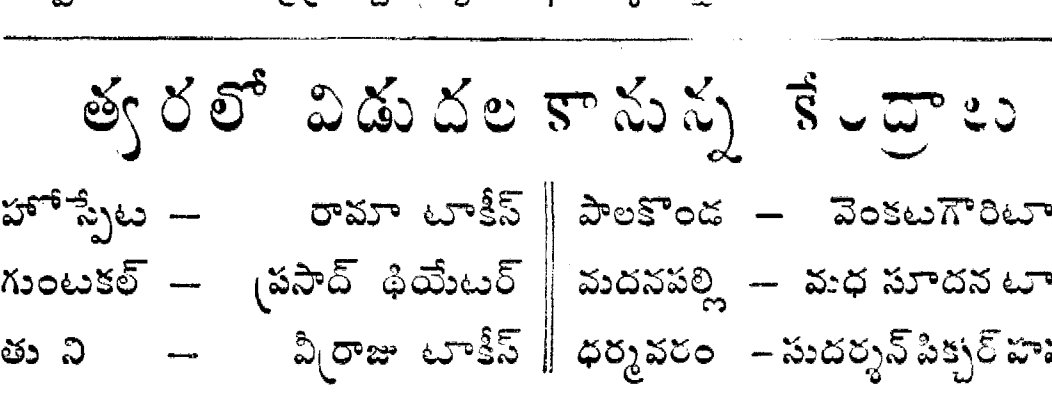 త్వరలో విడుదల కానున్న కేంద్రాలు
హోస్పేట — రామా టాకీస్ పాలకొండ — వెంకటగౌరి
గుంటకల్ — ప్రసాద్ థియేటర్ మదనపల్లి — మధ సూదన
తుని — వీర్రాజు టాకీస్ ధర్మవరం — సుదర్శన్ పిక్చర్